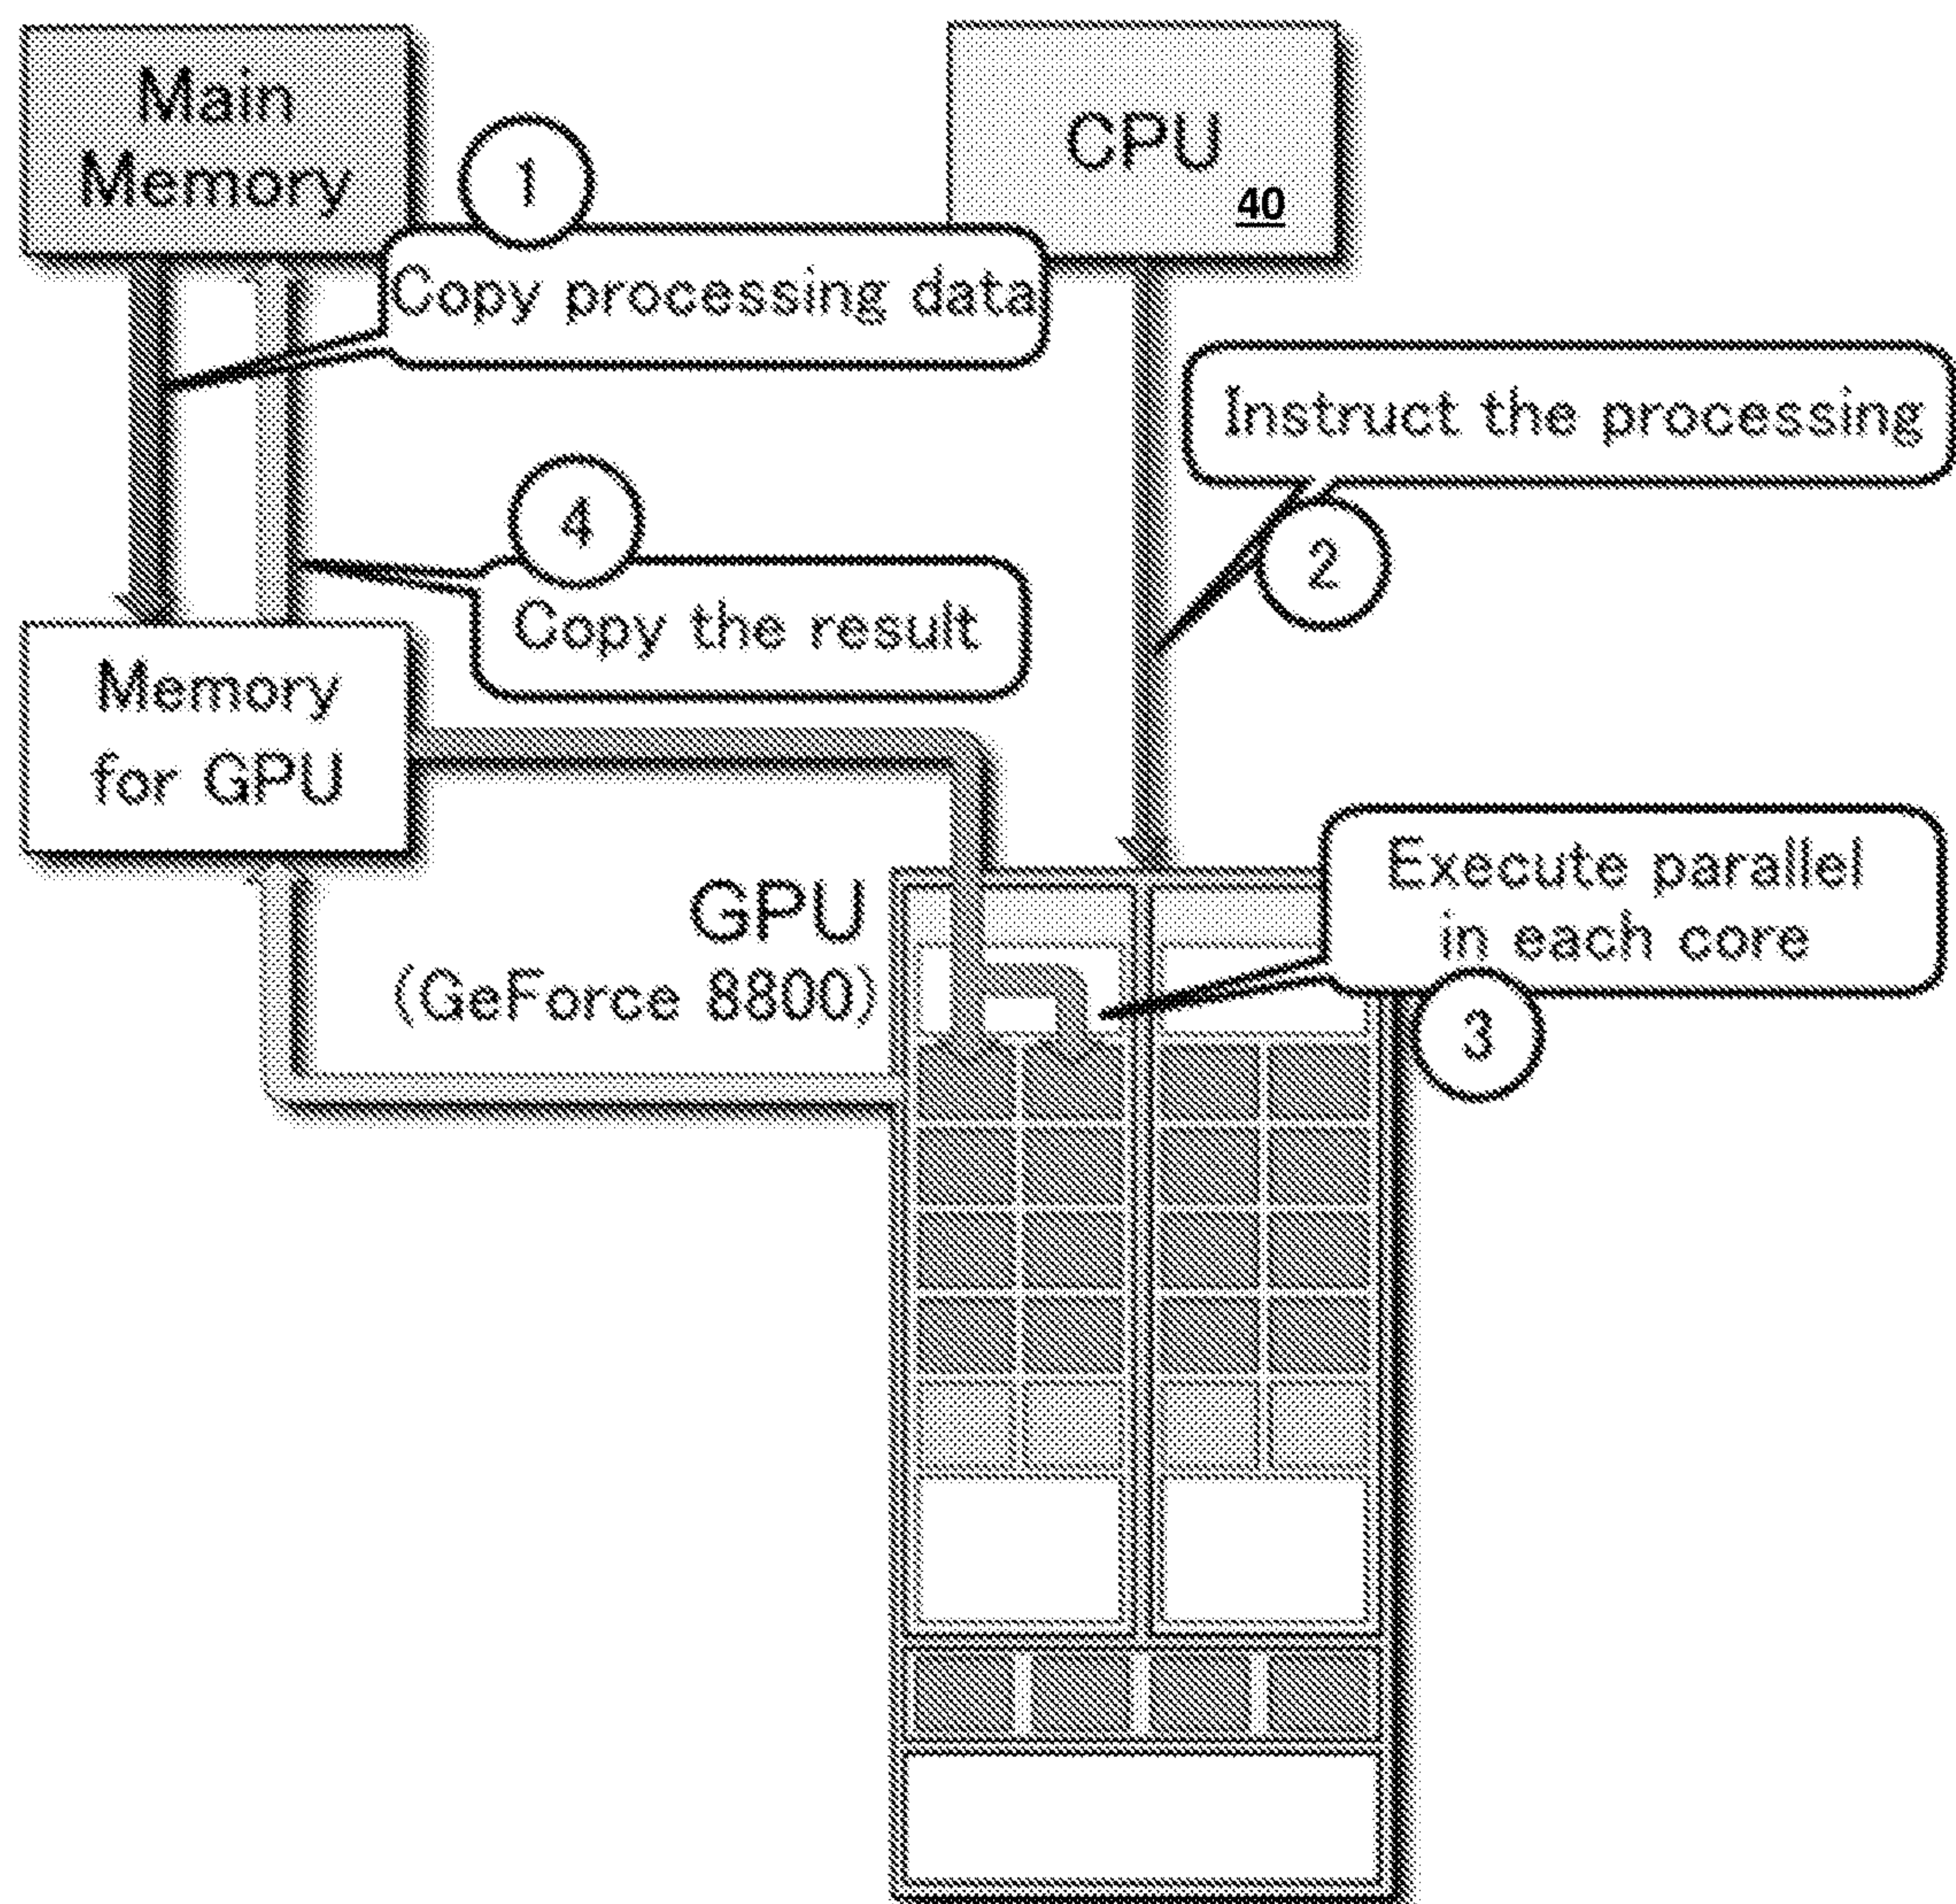 Main
Memory
CPU
40
1
Copy processing data
Instruct the processing
2
4
Copy the result
Memory
for GPU
GPU
(GeForce 8800)
Execute parallel
in each core
3